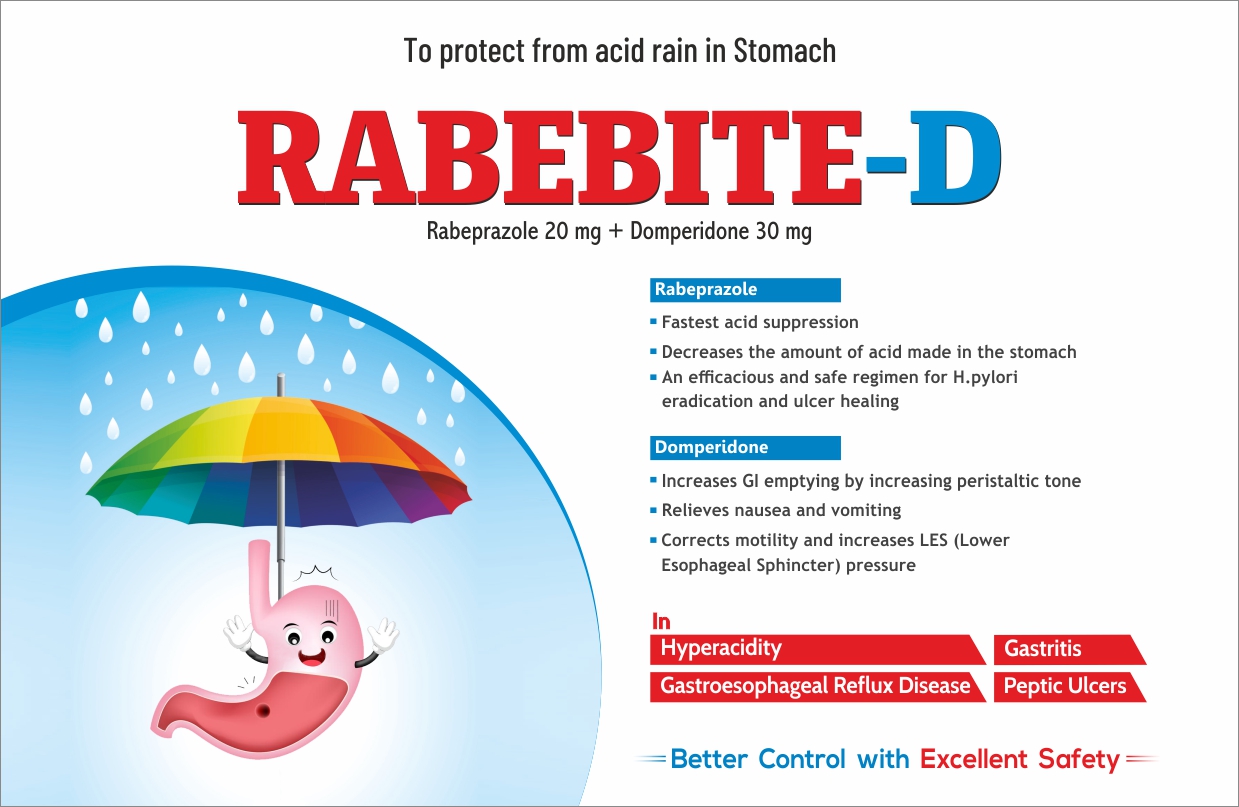 To protect from acid rain in Stomach
RABEBITE-D
Rabeprazole 20 mg + Domperidone 30 mg
Rabeprazole
Fastest acid suppression
Decreases the amount of acid made in the stomach
An efficacious and safe regimen for H.pylori
eradication and ulcer healing
Domperidone
Increases GI emptying by increasing peristaltic tone
Relieves nausea and vomiting
Corrects motility and increases LES (Lower
Esophageal Sphincter) pressure
In
Hyperacidity
Gastritis
Gastroesophageal Reflux Disease
Peptic Ulcers
Better Control with Excellent Safety